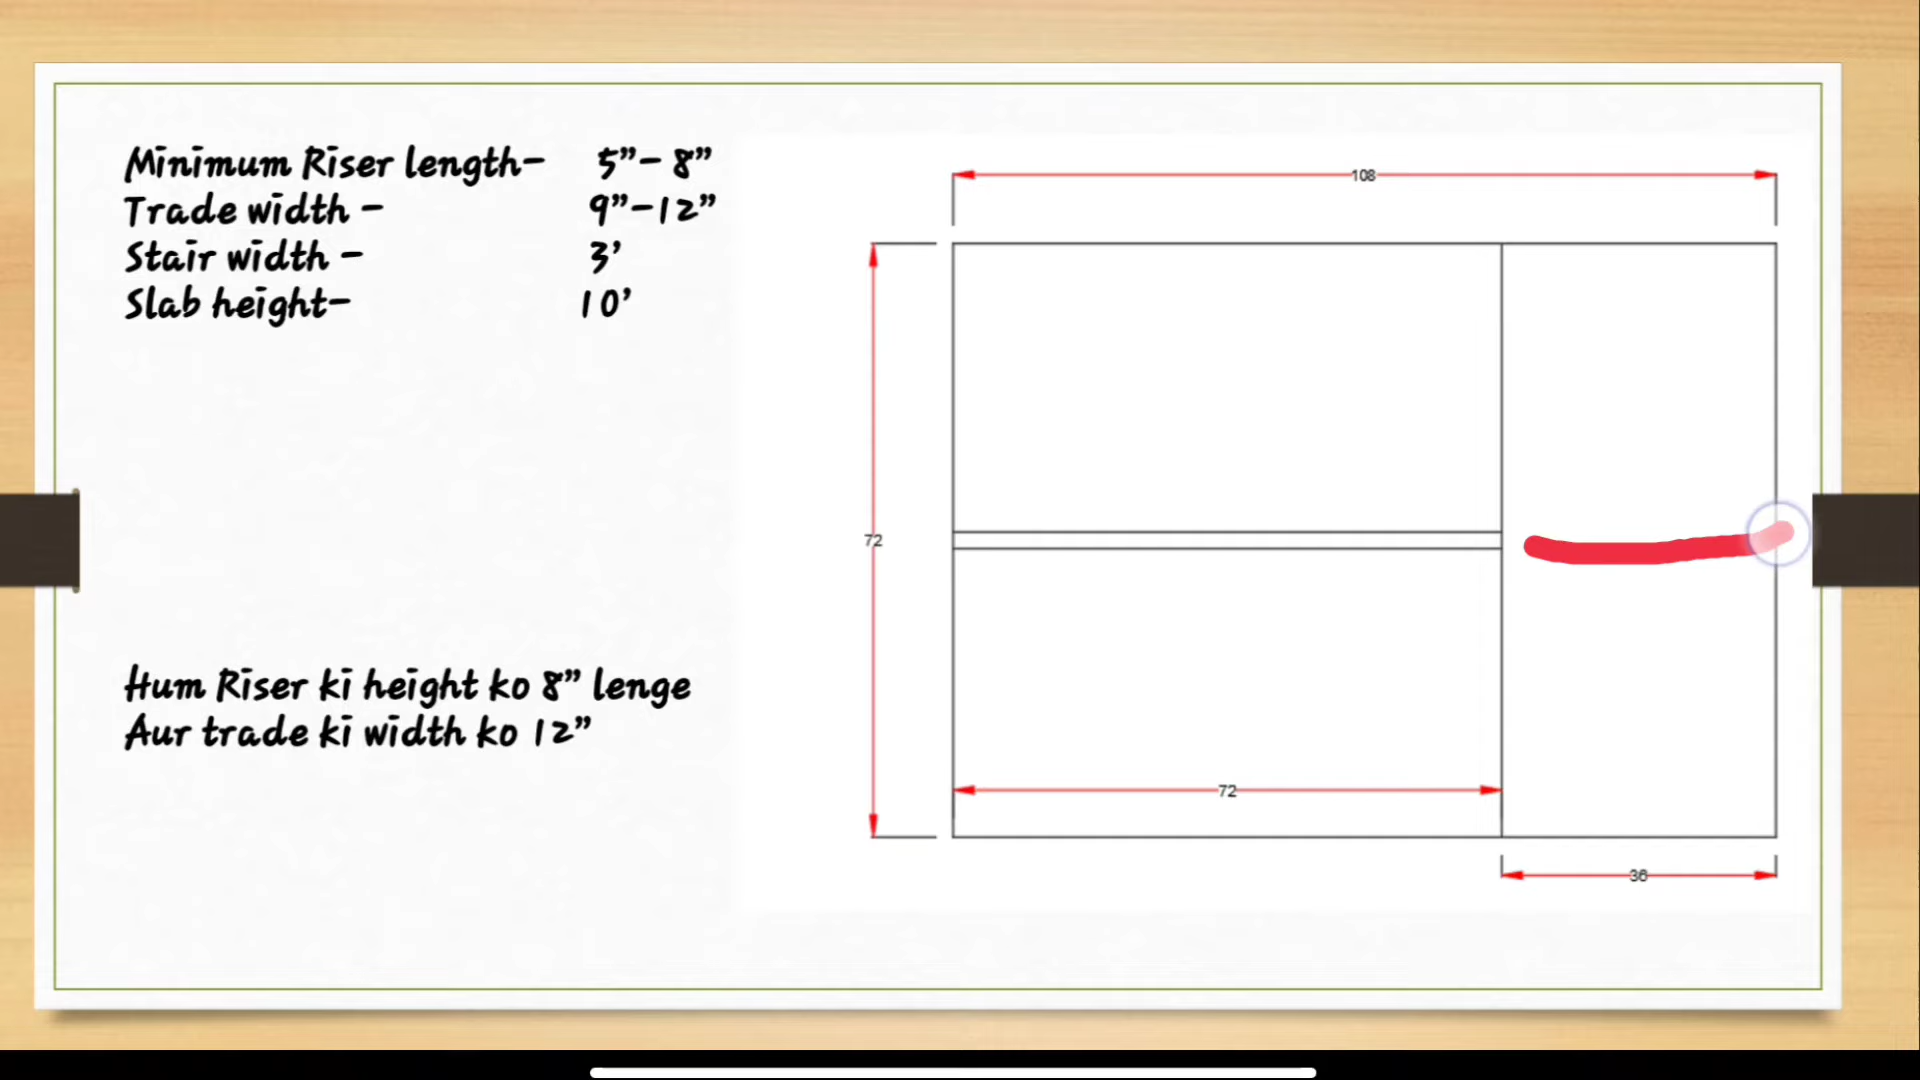 Minimum Riser length- 5”- 8”
Trade width - 9”-12”
Stair width - 3’
Slab height- 10’
Hum Riser ki height ko 8” lenge
Aur trade ki width ko 12”
108
72
72
36